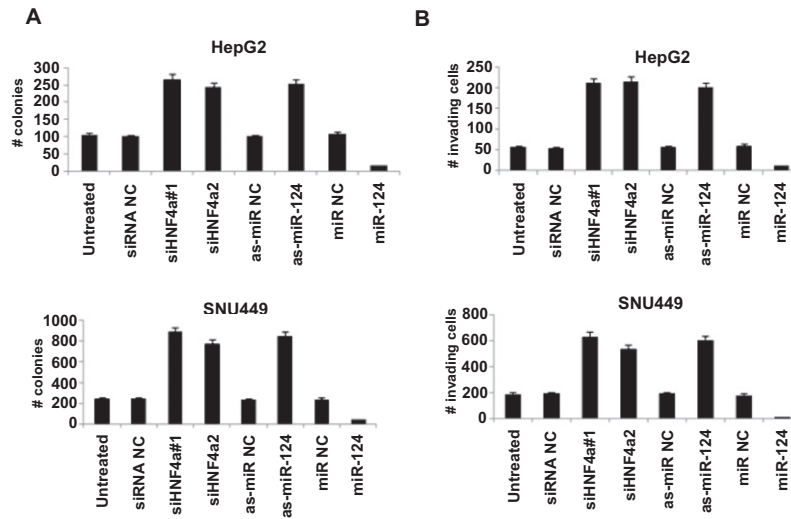 A
HepG2
# colonies
300
250
200
150
100
50
0
Untreated
siRNA NC
siHNF4a#1
siHNF4a2
as-miR NC
as-miR-124
miR NC
miR-124
B
HepG2
# invading cells
250
200
150
100
50
0
Untreated
siRNA NC
siHNF4a#1
siHNF4a2
as-miR NC
as-miR-124
miR NC
miR-124
SNU449
# colonies
1000
800
600
400
200
0
Untreated
siRNA NC
siHNF4a#1
siHNF4a2
as-miR NC
as-miR-124
miR NC
miR-124
SNU449
# invading cells
800
600
400
200
0
Untreated
siRNA NC
siHNF4a#1
siHNF4a2
as-miR NC
as-miR-124
miR NC
miR-124